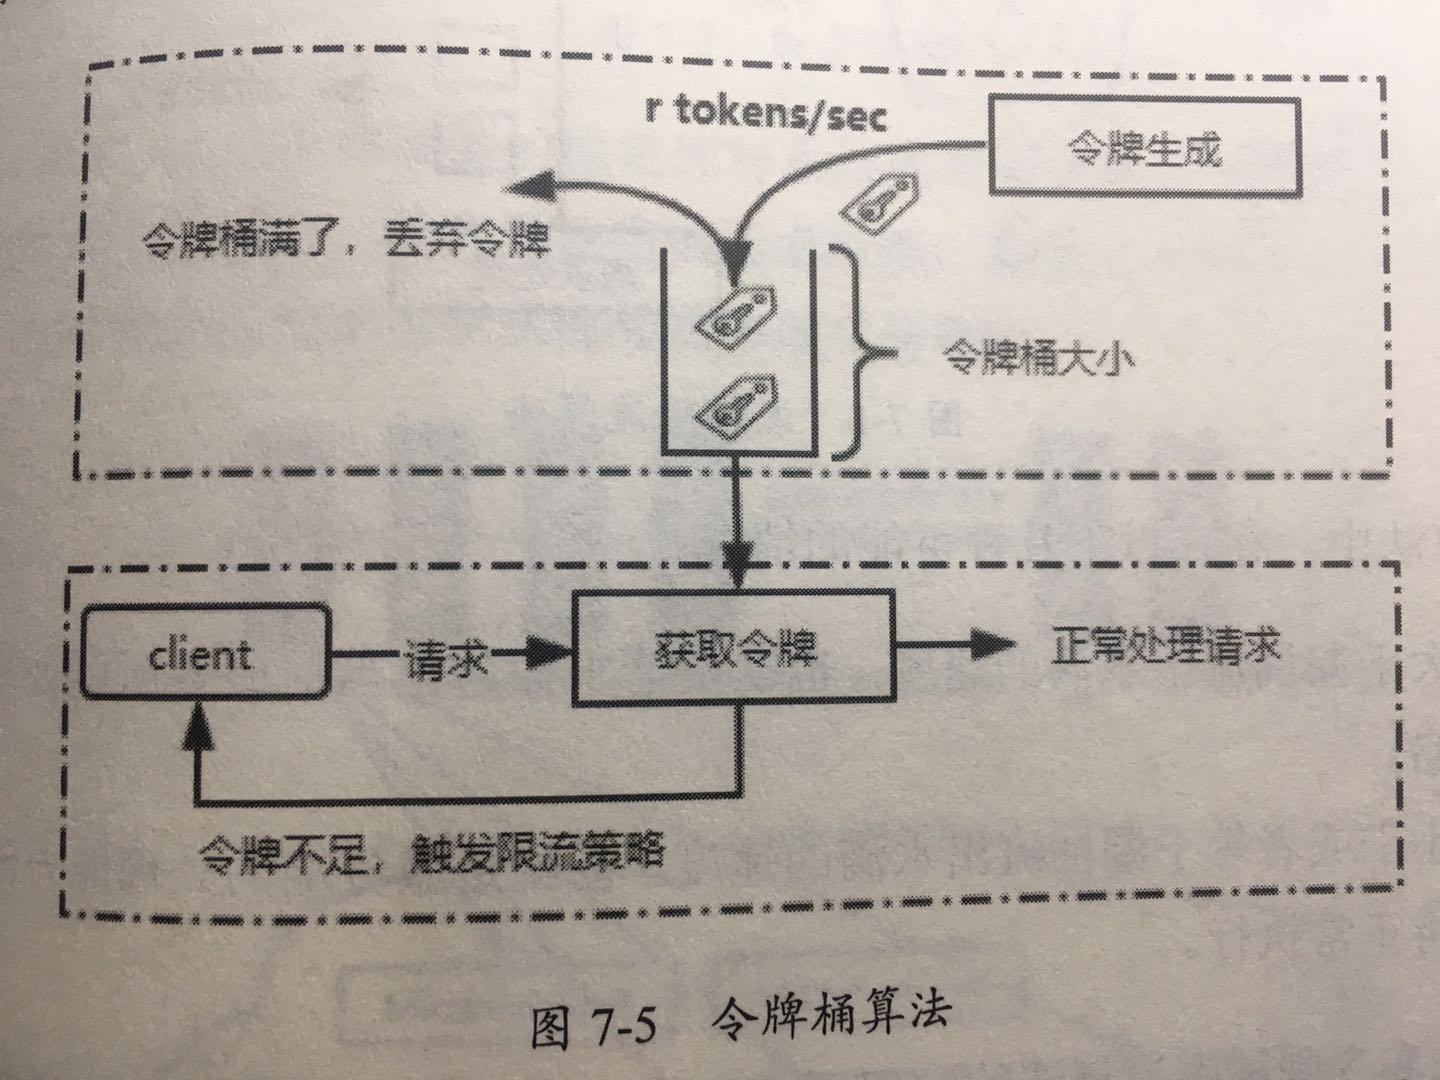 r tokens/sec
令牌生成
令牌桶满了，丢弃令牌
令牌桶大小
client
请求
获取令牌
正常处理请求
令牌不足，触发限流策略
图 7-5 令牌桶算法